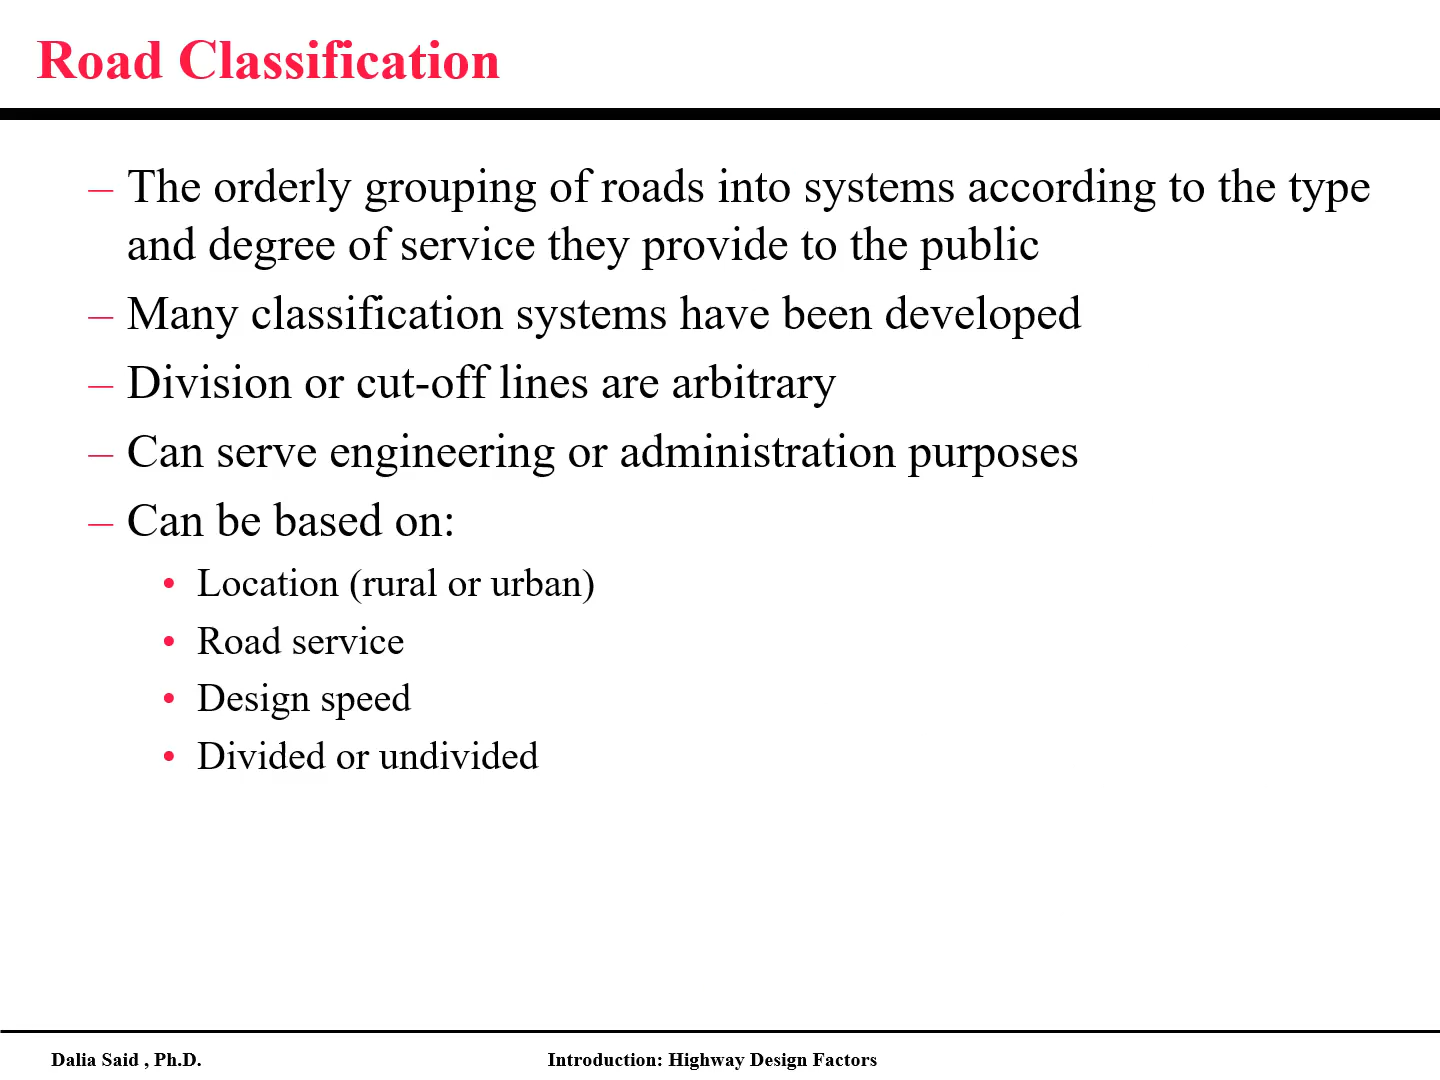 Road Classification
– The orderly grouping of roads into systems according to the type
and degree of service they provide to the public
– Many classification systems have been developed
– Division or cut-off lines are arbitrary
– Can serve engineering or administration purposes
– Can be based on:
• Location (rural or urban)
• Road service
• Design speed
• Divided or undivided
Dalia Said , Ph.D.
Introduction: Highway Design Factors